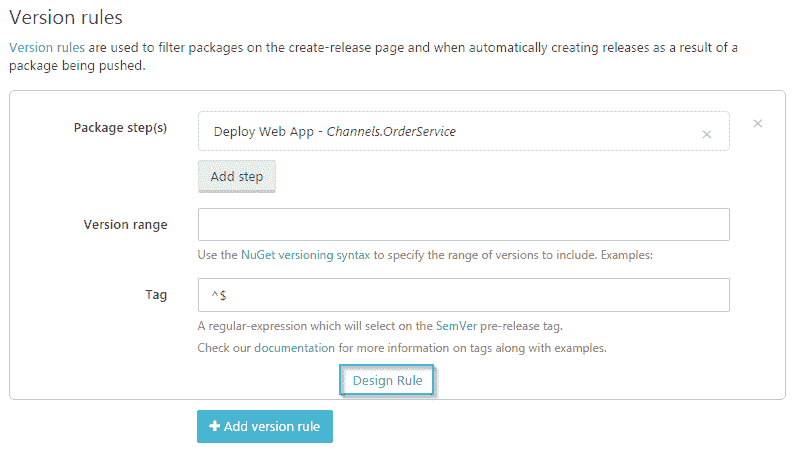 Version rules
Version rules are used to filter packages on the create-release page and when automatically creating releases as a result of a
package being pushed.
Package step(s)
Deploy Web App - Channels.OrderService
Add step
Version range
Use the NuGet versioning syntax to specify the range of versions to include. Examples:
Tag
^$
A regular-expression which will select on the SemVer pre-release tag.
Check our documentation for more information on tags along with examples.
Design Rule
+ Add version rule